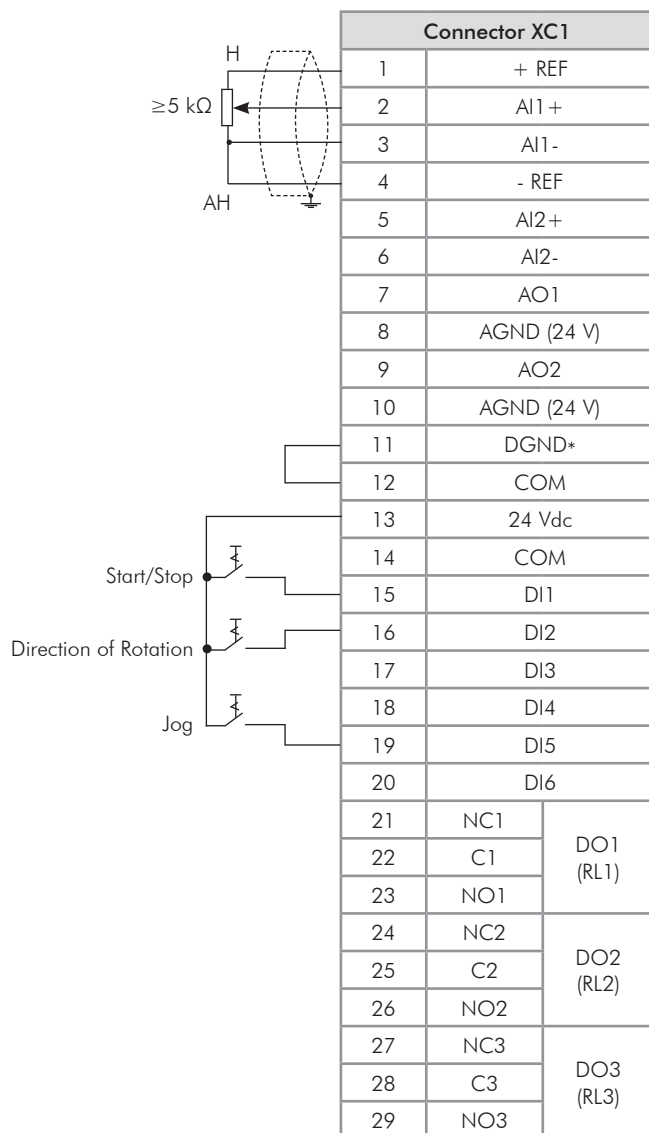 Connector XC1
H
1 + REF
≥5 kΩ
2 AI1+
3 AI1-
4 - REF
AH
5 AI2+
6 AI2-
7 AO1
8 AGND (24 V)
9 AO2
10 AGND (24 V)
11 DGND*
12 COM
13 24 Vdc
14 COM
Start/Stop
15 DI1
16 DI2
Direction of Rotation
17 DI3
18 DI4
Jog
19 DI5
20 DI6
21 NC1
22 C1
23 NO1
DO1
(RL1)
24 NC2
25 C2
26 NO2
DO2
(RL2)
27 NC3
28 C3
29 NO3
DO3
(RL3)